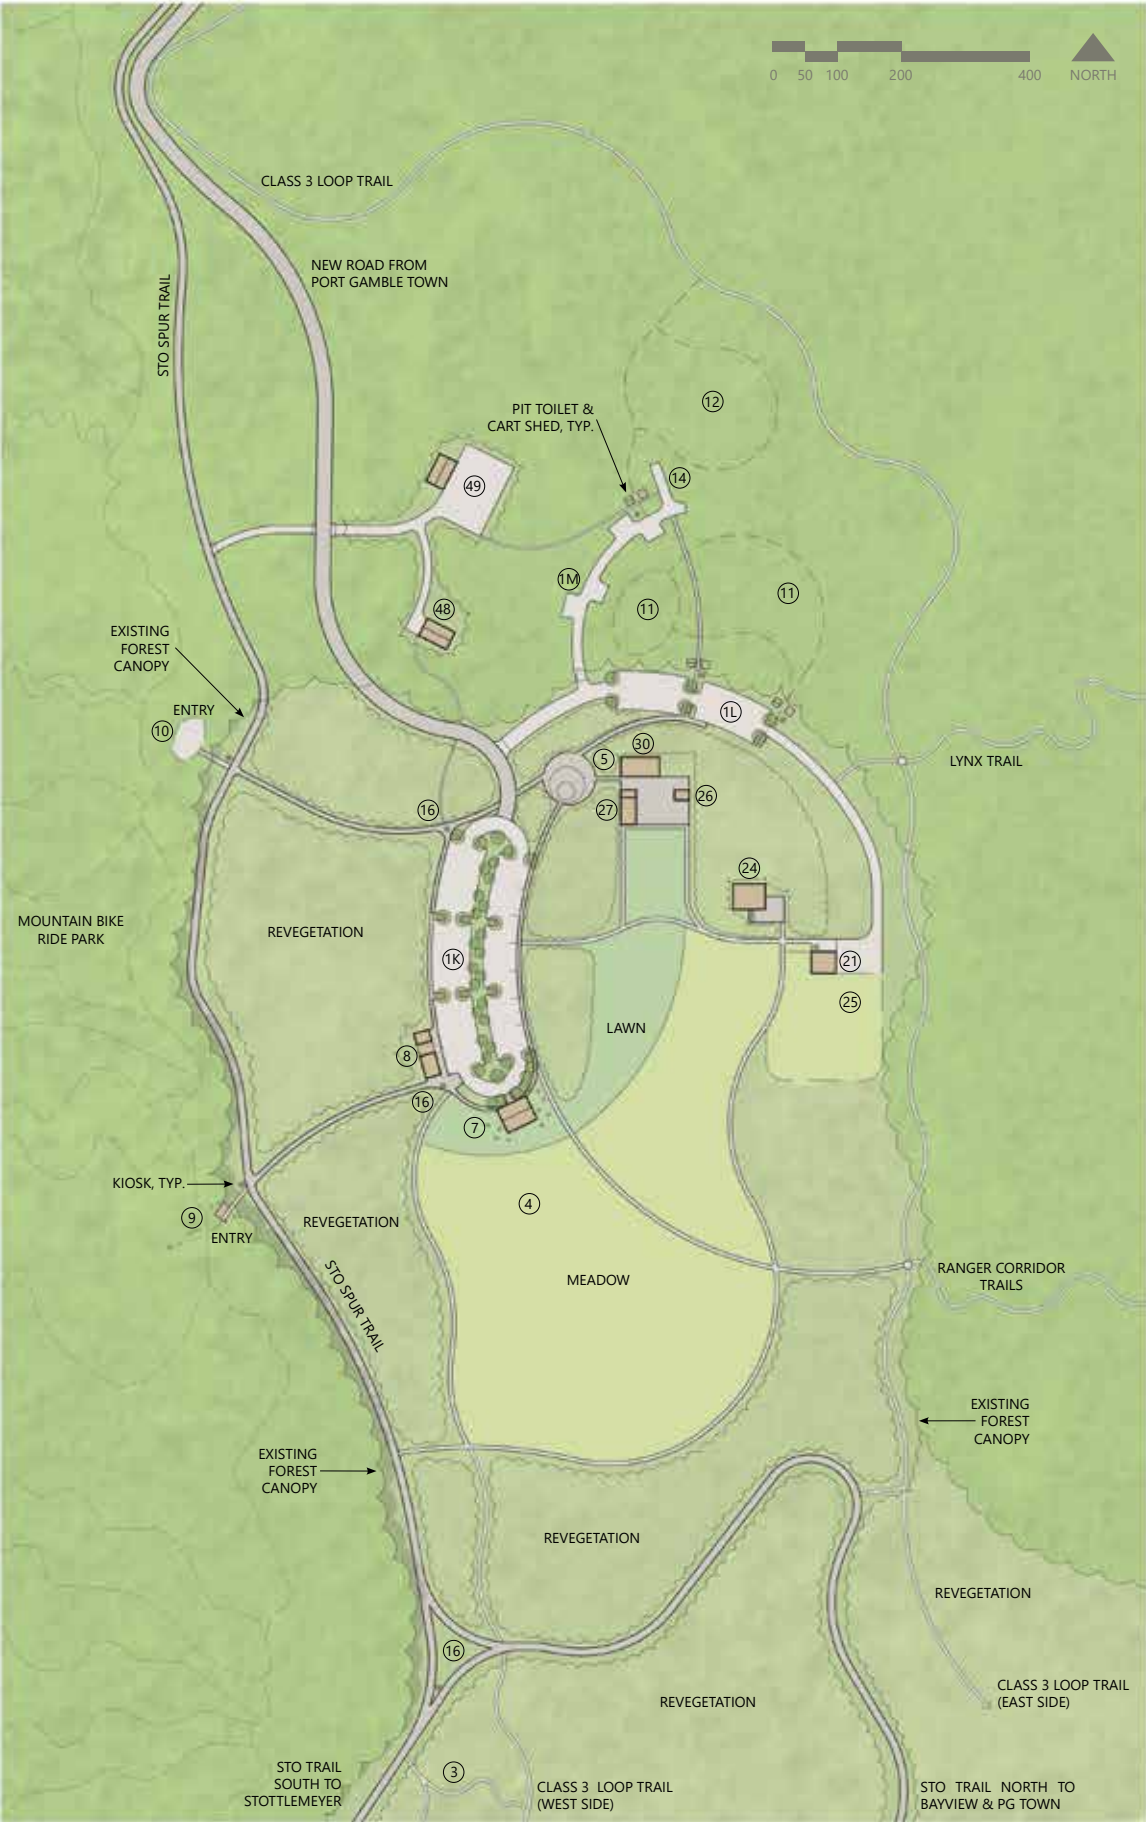 0 50 100 200 400 NORTH
CLASS 3 LOOP TRAIL
NEW ROAD FROM
PORT GAMBLE TOWN
STO SPUR TRAIL
12
PIT TOILET &
CART SHED, TYP.
14
49
1M
11
11
48
EXISTING
FOREST
CANOPY
ENTRY
10
1L
30
5
LYNX TRAIL
26
27
16
24
MOUNTAIN BIKE
RIDE PARK
REVEGETATION
1K
21
25
LAWN
8
16
7
KIOSK, TYP.
9
ENTRY
REVEGETATION
4
STO SPUR TRAIL
MEADOW
RANGER CORRIDOR
TRAILS
EXISTING
FOREST
CANOPY
EXISTING
FOREST
CANOPY
REVEGETATION
REVEGETATION
16
CLASS 3 LOOP TRAIL
(EAST SIDE)
REVEGETATION
STO TRAIL
SOUTH TO
STOTTLEMEYER
3
CLASS 3 LOOP TRAIL
(WEST SIDE)
STO TRAIL NORTH TO
BAYVIEW & PG TOWN